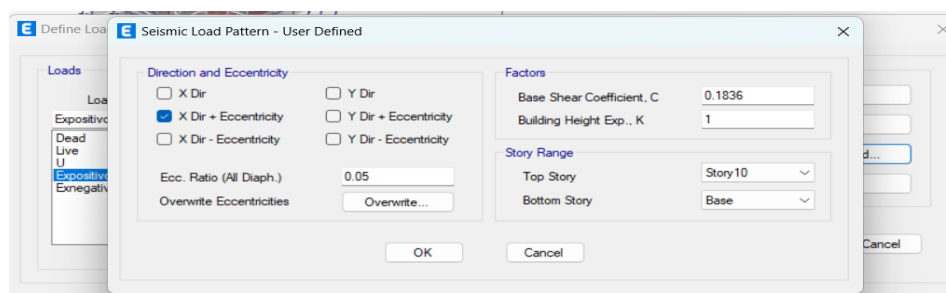 E Define Loa
E Seismic Load Pattern - User Defined
Loads
Loa
Expositivo
Dead
Live
U
Expositivo
Exnegativ
Direction and Eccentricity
X Dir
Y Dir
X Dir + Eccentricity
Y Dir + Eccentricity
X Dir - Eccentricity
Y Dir - Eccentricity
Ecc. Ratio (All Diaph.)
0.05
Overwrite Eccentricities
Overwrite...
Factors
Base Shear Coefficient, C
0.1836
Building Height Exp., K
1
Story Range
Top Story
Story10
Bottom Story
Base
OK
Cancel
d...
Cancel